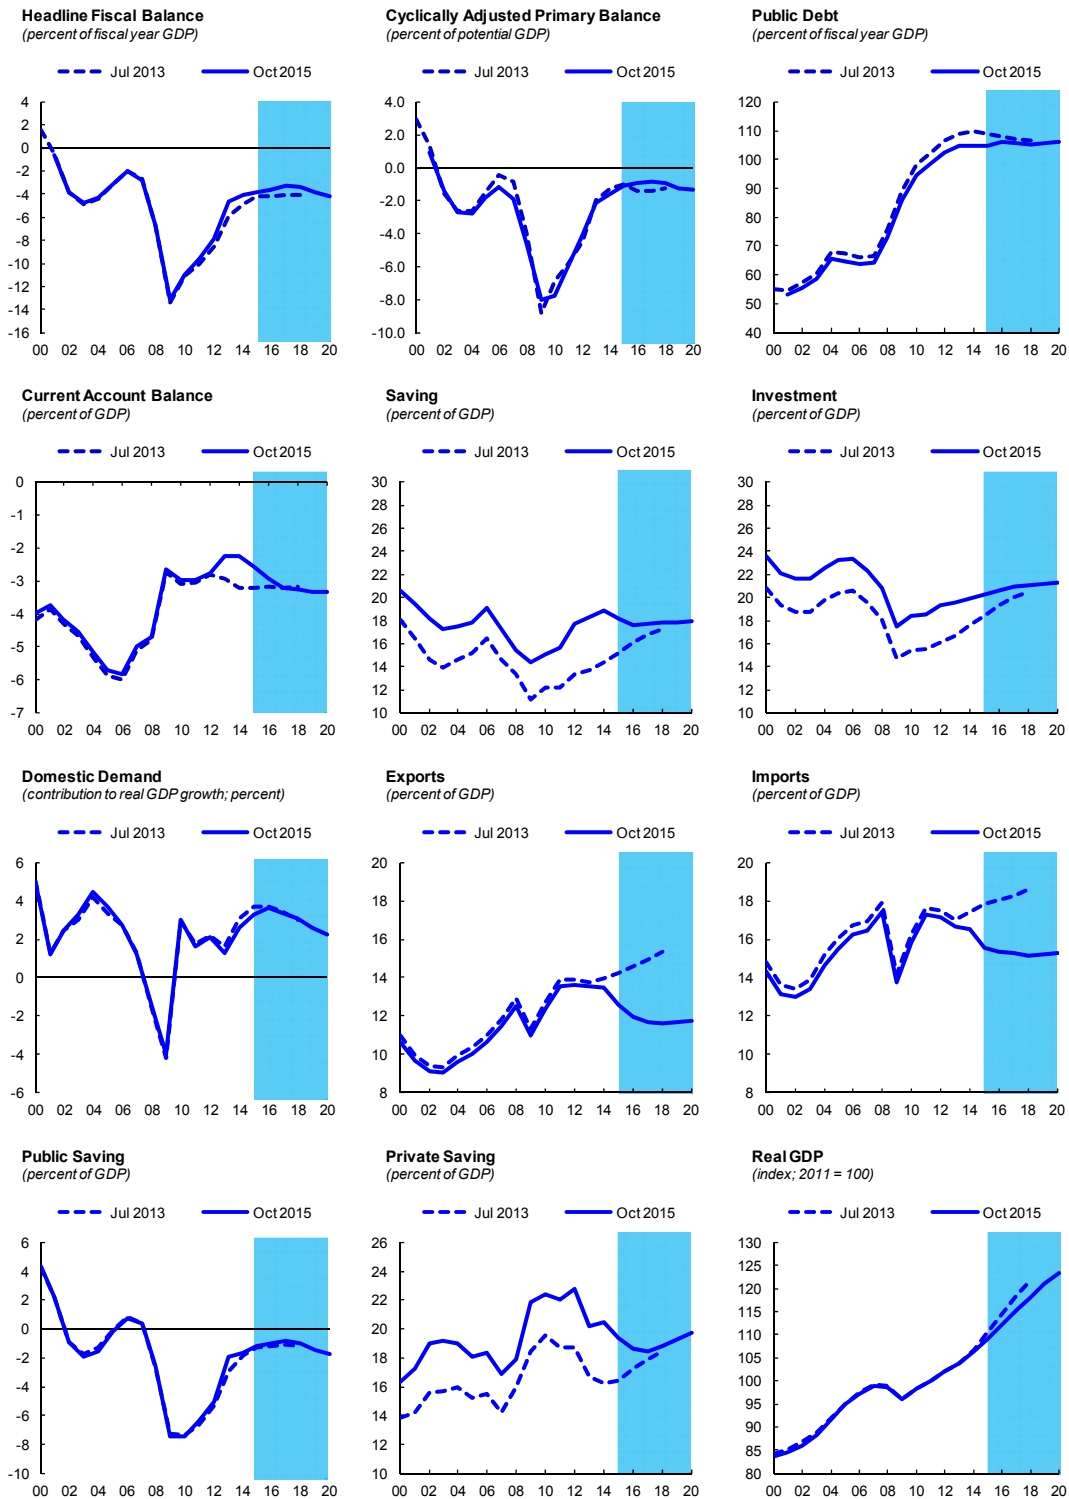 Headline Fiscal Balance
(percent of fiscal year GDP)
Jul 2013 Oct 2015
4
2
0
-2
-4
-6
-8
-10
-12
-14
-16
00 02 04 06 08 10 12 14 16 18 20
Cyclically Adjusted Primary Balance
(percent of potential GDP)
Jul 2013 Oct 2015
4.0
2.0
0.0
-2.0
-4.0
-6.0
-8.0
-10.0
00 02 04 06 08 10 12 14 16 18 20
Public Debt
(percent of fiscal year GDP)
Jul 2013 Oct 2015
120
110
100
90
80
70
60
50
40
00 02 04 06 08 10 12 14 16 18 20
Current Account Balance
(percent of GDP)
Jul 2013 Oct 2015
0
-1
-2
-3
-4
-5
-6
-7
00 02 04 06 08 10 12 14 16 18 20
Saving
(percent of GDP)
Jul 2013 Oct 2015
30
28
26
24
22
20
18
16
14
12
10
00 02 04 06 08 10 12 14 16 18 20
Investment
(percent of GDP)
Jul 2013 Oct 2015
30
28
26
24
22
20
18
16
14
12
10
00 02 04 06 08 10 12 14 16 18 20
Domestic Demand
(contribution to real GDP growth; percent)
Jul 2013 Oct 2015
6
4
2
0
-2
-4
-6
00 02 04 06 08 10 12 14 16 18 20
Exports
(percent of GDP)
Jul 2013 Oct 2015
20
18
16
14
12
10
8
00 02 04 06 08 10 12 14 16 18 20
Imports
(percent of GDP)
Jul 2013 Oct 2015
20
18
16
14
12
10
8
00 02 04 06 08 10 12 14 16 18 20
Public Saving
(percent of GDP)
Jul 2013 Oct 2015
6
4
2
0
-2
-4
-6
-8
-10
00 02 04 06 08 10 12 14 16 18 20
Private Saving
(percent of GDP)
Jul 2013 Oct 2015
26
24
22
20
18
16
14
12
10
00 02 04 06 08 10 12 14 16 18 20
Real GDP
(index; 2011 = 100)
Jul 2013 Oct 2015
130
125
120
115
110
105
100
95
90
85
80
00 02 04 06 08 10 12 14 16 18 20